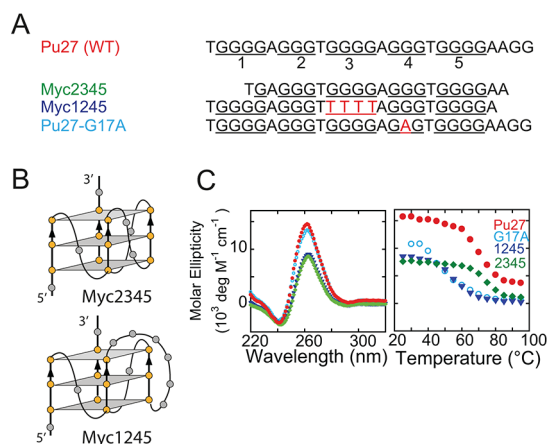 A
Pu27 (WT) TGGGGAGGGTGGGGAGGGTGGGGAAGG
1 2 3 4 5
Myc2345 TGAGGGTGGGGAGGGTGGGGAA
Myc1245 TGGGGAGGGTTTTTAGGGTGGGGA
Pu27-G17A TGGGGAGGGTGGGGAGAGTGGGGAAGG
B
3'
5'
Myc2345
3'
5'
Myc1245
C
Molar Ellipticity
(10³ deg M⁻¹ cm⁻¹)
10
0
220 260 300
Wavelength (nm)
Pu27
G17A
1245
2345
20 40 60 80 100
Temperature (°C)